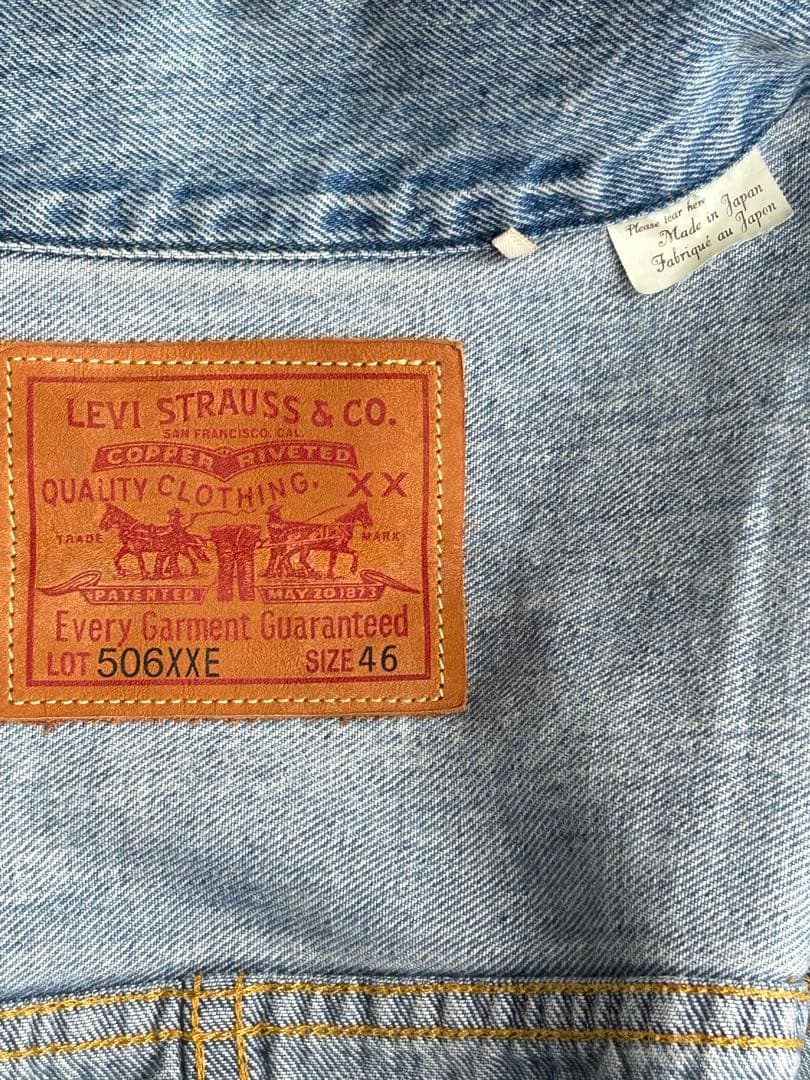 Please tear here
Made in Japan
Fabriqué au Japon
LEVI STRAUSS & CO.
SAN FRANCISCO, CAL.
COPPER RIVETED
QUALITY CLOTHING. XX
TRADE MARK
PATENTED MAY 20 1873
Every Garment Guaranteed
LOT 506XXE SIZE 46